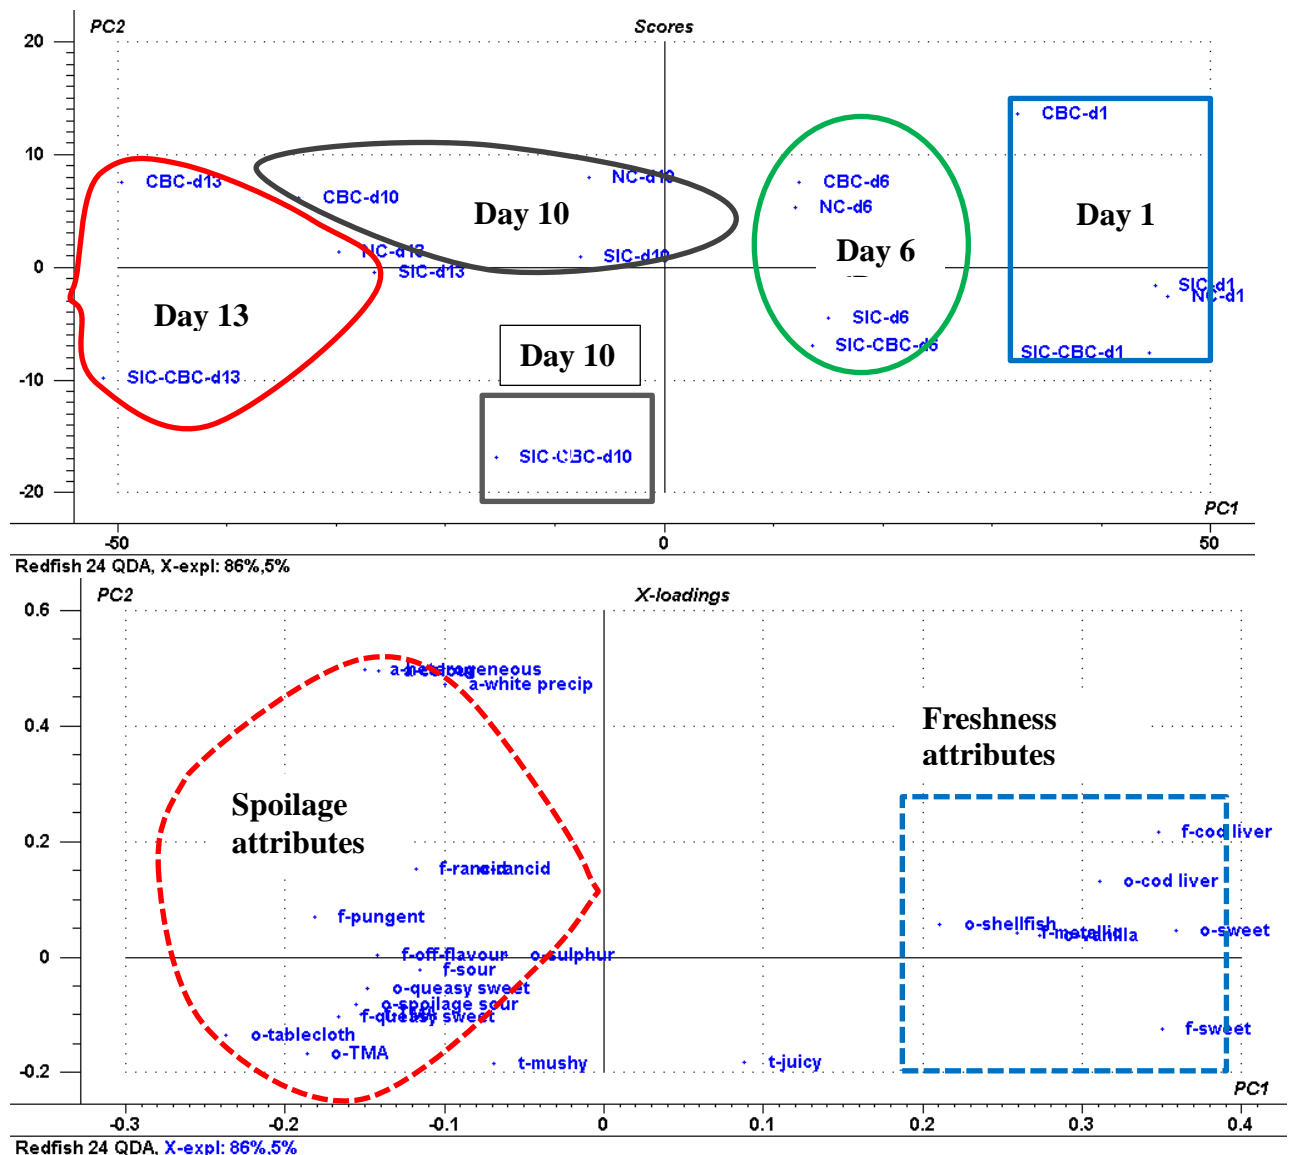 PC2
Scores
20
10
0
-10
-20
CBC-d1
CBC-d13
NC-d10
CBC-d6
CBC-d10
NC-d6
Day 10
Day 1
Day 6
NC-d13
SIC-d10
SIC-d13
SIC-d1
NC-d1
Day 13
SIC-d6
SIC-CBC-d6
SIC-CBC-d1
Day 10
SIC-CBC-d13
SIC-CBC-d10
PC1
-50
0
50
Redfish 24 QDA, X-expl: 86%,5%
PC2
X-loadings
0.6
0.4
0.2
0
-0.2
a-heterogeneous
a-white precip
Freshness
attributes
Spoilage
attributes
f-cod liver
f-rancid
o-rancid
o-cod liver
f-pungent
o-shellfish
f-metallic
o-vanilla
o-sweet
f-off-flavour
o-sulphur
f-sour
o-queasy sweet
o-spoilage sour
f-TMA
f-queasy sweet
o-tablecloth
f-sweet
o-TMA
t-mushy
t-juicy
PC1
-0.3
-0.2
-0.1
0
0.1
0.2
0.3
0.4
Redfish 24 QDA, X-expl: 86%,5%